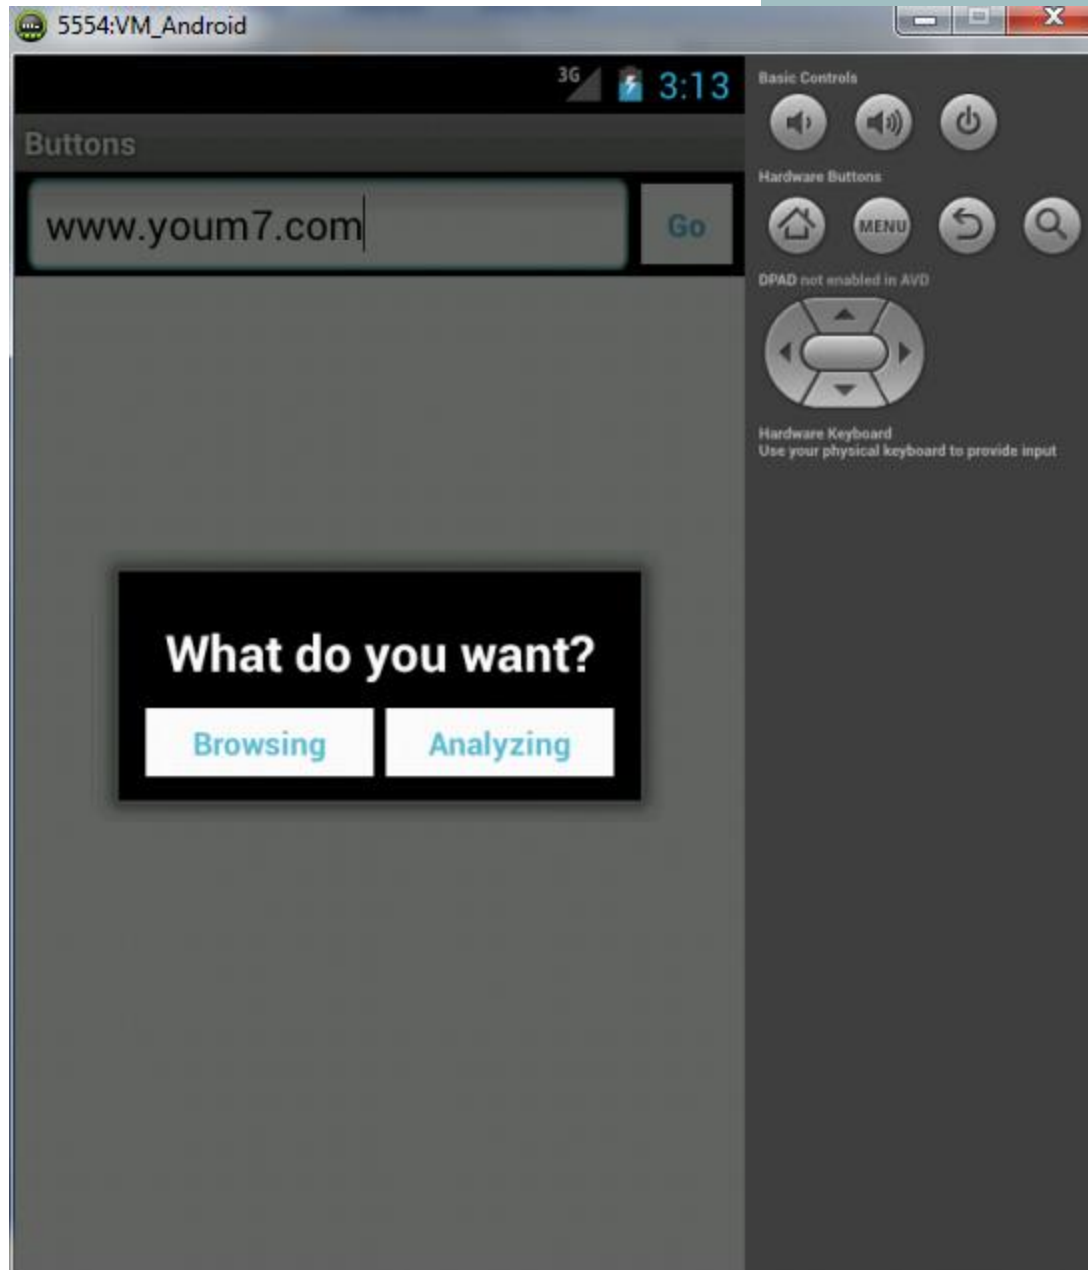 5554:VM_Android
3G 3:13
Buttons
www.youm7.com Go
What do you want?
Browsing Analyzing
Basic Controls
Hardware Buttons
MENU
DPAD not enabled in AVD
Hardware Keyboard
Use your physical keyboard to provide input